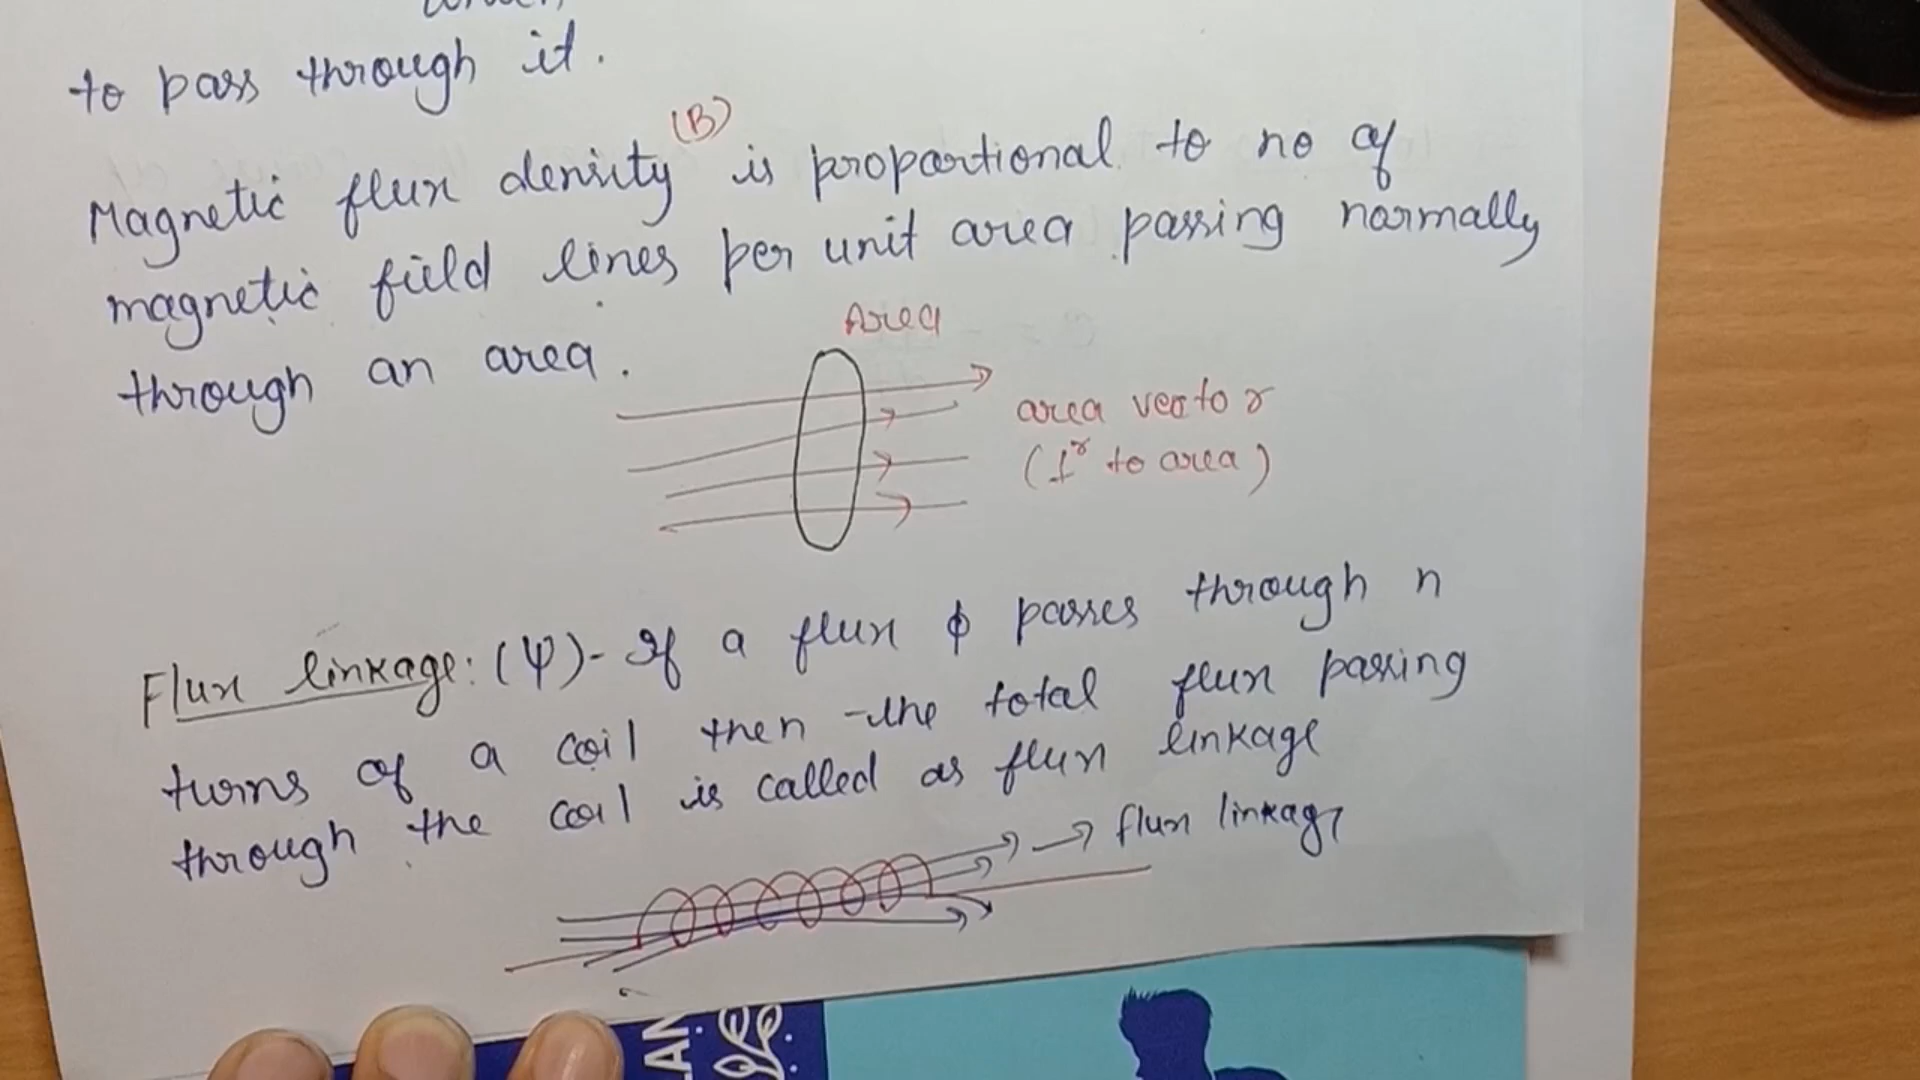 to pass through it.
(B)
Magnetic flux density is proportional to no of
magnetic field lines per unit area passing normally
through an area.
Area
area vector
(⊥r to area)
Flux linkage: (ψ)- If a flux ϕ passes through n
turns of a coil then the total flux passing
through the coil is called as flux linkage
→ flux linkage
LAN